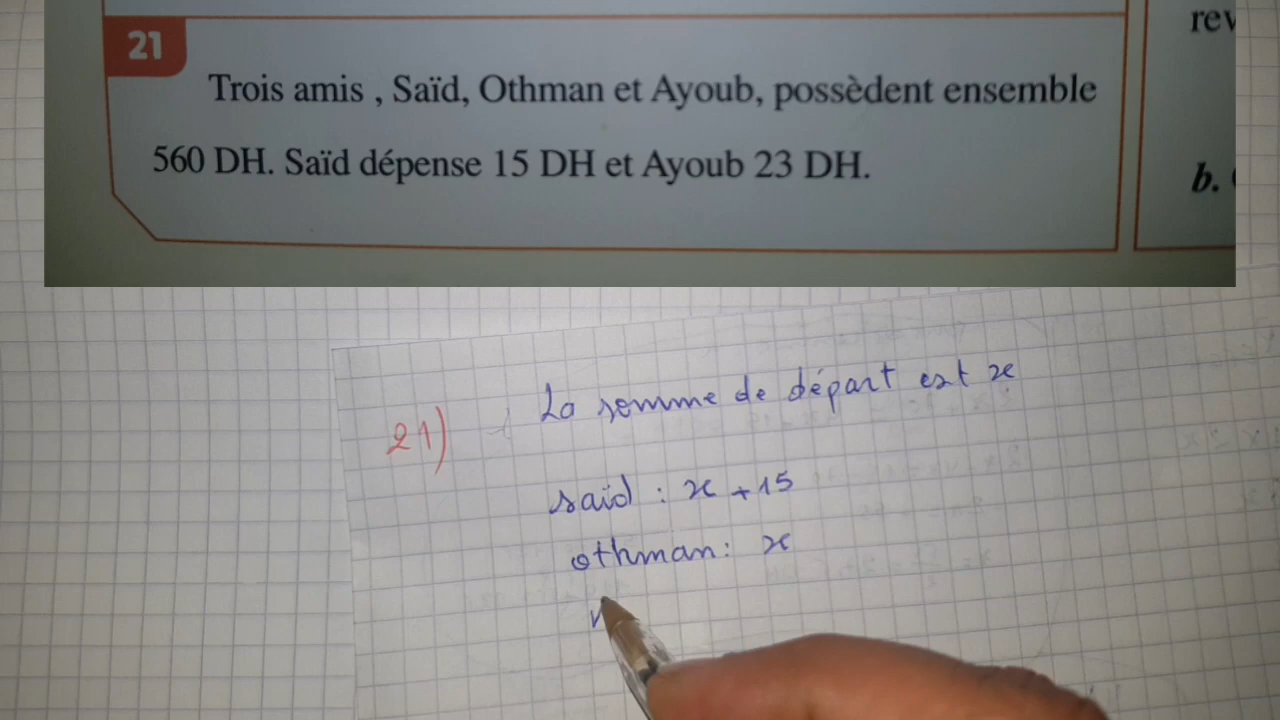 21
Trois amis , Saïd, Othman et Ayoub, possèdent ensemble
560 DH. Saïd dépense 15 DH et Ayoub 23 DH.
rev
b.
21)
La somme de départ est x
saïd : x + 15
othman : x